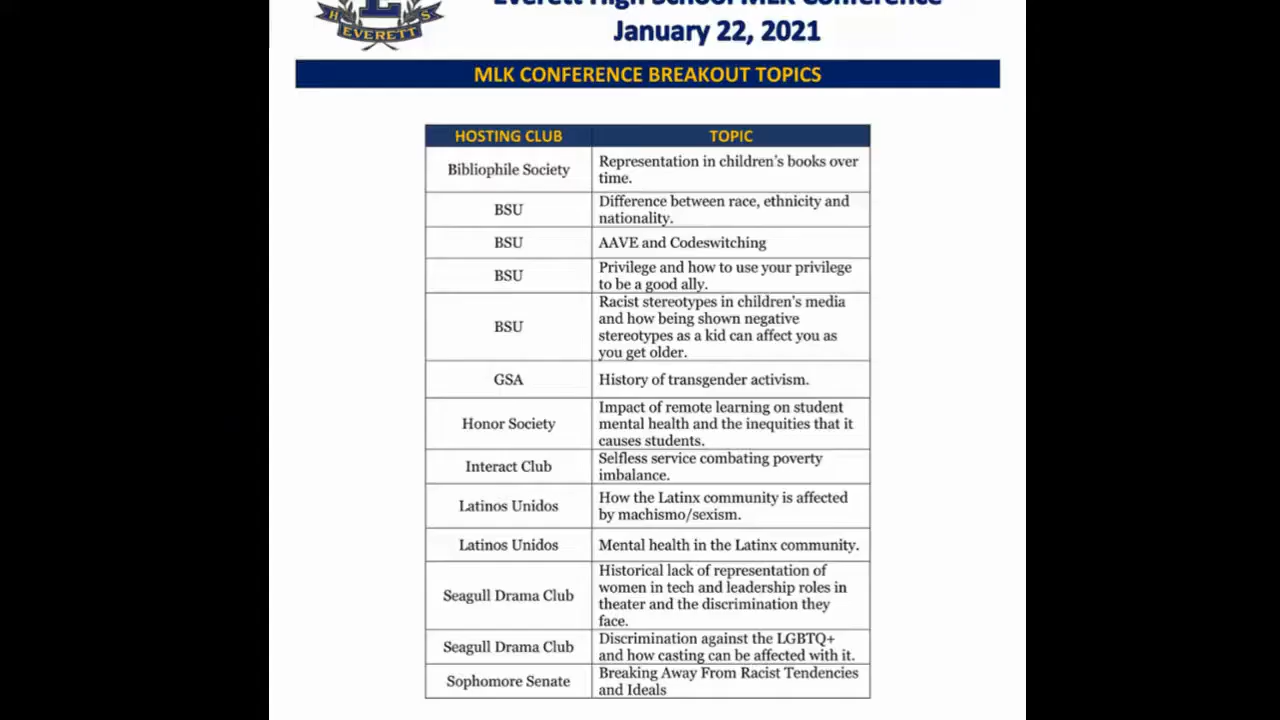 Everett High School MLK Conference
January 22, 2021
H S
EVERETT
MLK CONFERENCE BREAKOUT TOPICS
HOSTING CLUB TOPIC
Bibliophile Society Representation in children's books over
time.
BSU Difference between race, ethnicity and
nationality.
BSU AAVE and Codeswitching
BSU Privilege and how to use your privilege
to be a good ally.
BSU Racist stereotypes in children's media
and how being shown negative
stereotypes as a kid can affect you as
you get older.
GSA History of transgender activism.
Honor Society Impact of remote learning on student
mental health and the inequities that it
causes students.
Interact Club Selfless service combating poverty
imbalance.
Latinos Unidos How the Latinx community is affected
by machismo/sexism.
Latinos Unidos Mental health in the Latinx community.
Seagull Drama Club Historical lack of representation of
women in tech and leadership roles in
theater and the discrimination they
face.
Seagull Drama Club Discrimination against the LGBTQ+
and how casting can be affected with it.
Sophomore Senate Breaking Away From Racist Tendencies
and Ideals